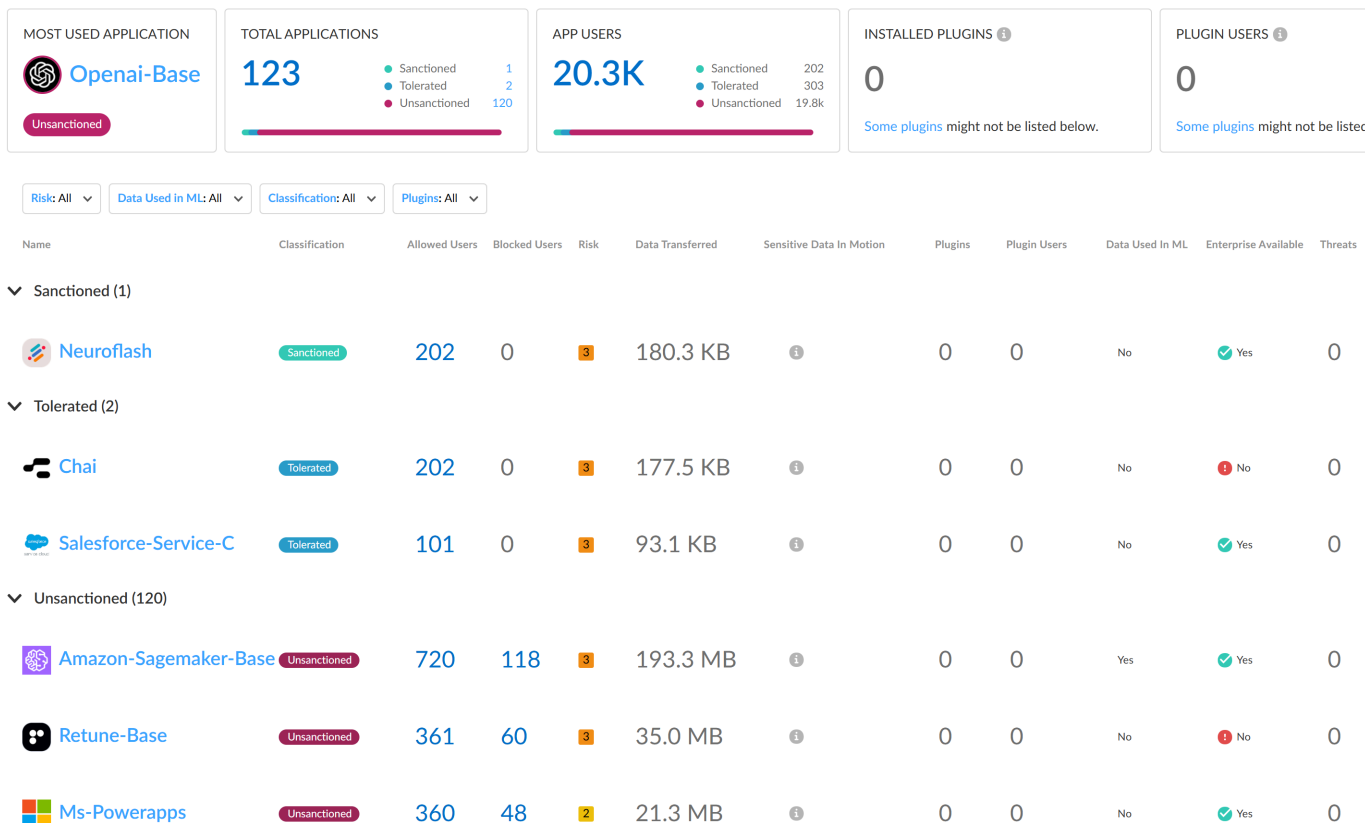 MOST USED APPLICATION
Openai-Base
Unsanctioned
TOTAL APPLICATIONS
123
Sanctioned 1
Tolerated 2
Unsanctioned 120
APP USERS
20.3K
Sanctioned 202
Tolerated 303
Unsanctioned 19.8k
INSTALLED PLUGINS
0
Some plugins might not be listed below.
PLUGIN USERS
0
Some plugins might not be listed
Risk: All
Data Used in ML: All
Classification: All
Plugins: All
Name Classification Allowed Users Blocked Users Risk Data Transferred Sensitive Data In Motion Plugins Plugin Users Data Used In ML Enterprise Available Threats
Sanctioned (1)
Neuroflash Sanctioned 202 0 3 180.3 KB 0 0 No Yes 0
Tolerated (2)
Chai Tolerated 202 0 3 177.5 KB 0 0 No No 0
Salesforce-Service-C Tolerated 101 0 3 93.1 KB 0 0 No Yes 0
Unsanctioned (120)
Amazon-Sagemaker-Base Unsanctioned 720 118 3 193.3 MB 0 0 Yes Yes 0
Retune-Base Unsanctioned 361 60 3 35.0 MB 0 0 No No 0
Ms-Powerapps Unsanctioned 360 48 2 21.3 MB 0 0 No Yes 0